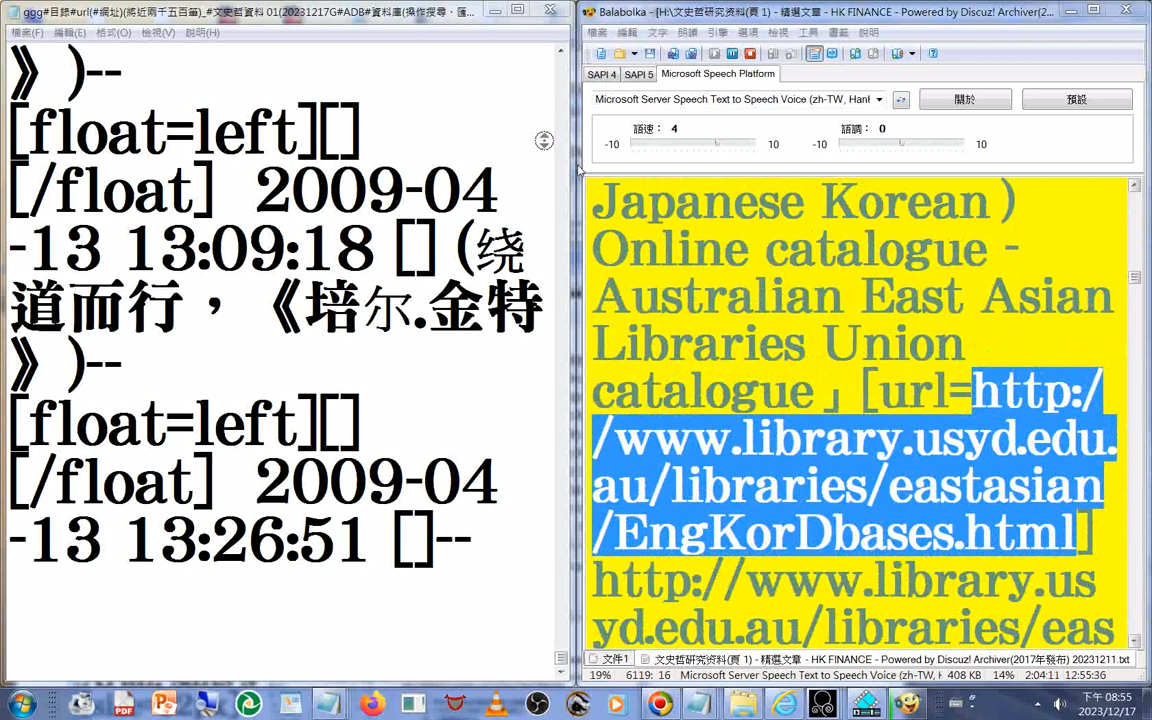 ggg#目錄#url(#網址)(將近兩千五百筆)_#文史哲資料 01(20231217G#ADB#資料庫(操作搜尋、匯...
檔案(F) 編輯(E) 格式(O) 檢視(V) 說明(H)
》)--
[float=left][]
[/float] 2009-04
-13 13:09:18 [] (绕
道而行，《培尔.金特
》)--
[float=left][]
[/float] 2009-04
-13 13:26:51 []--
Balabolka - [H:\文史哲研究资料(頁 1) - 精選文章 - HK FINANCE - Powered by Discuz! Archiver(2...
檔案 編輯 文字 朗讀 引擎 選項 檢視 工具 書籤 說明
SAPI 4 SAPI 5 Microsoft Speech Platform
Microsoft Server Speech Text to Speech Voice (zh-TW, HanH 關於 預設
語速： 4 語調： 0
-10 10 -10 10
Japanese Korean)
Online catalogue -
Australian East Asian
Libraries Union
catalogue」[url=http:/
/www.library.usyd.edu.
au/libraries/eastasian
/EngKorDbases.html]
http://www.library.us
yd.edu.au/libraries/eas
文件1 文史哲研究资料(頁 1) - 精選文章 - HK FINANCE - Powered by Discuz! Archiver(2017年發布) 20231211.txt
19% 6119: 16 Microsoft Server Speech Text to Speech Voice (zh-TW, H 408 KB 14% 2:04:11 12:55:36
下午 08:55
2023/12/17